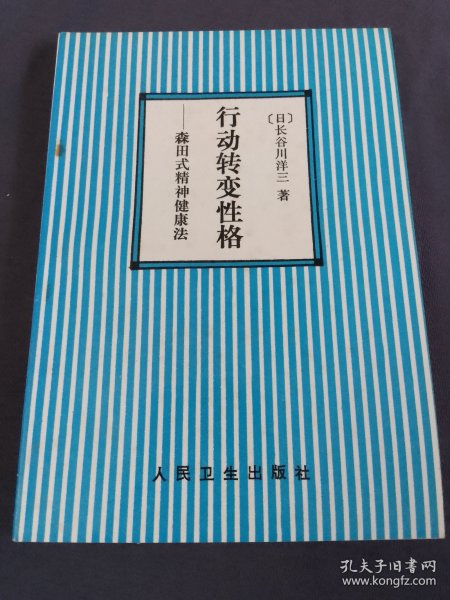 〔日〕长谷川洋三 著
行动转变性格
——森田式精神健康法
人民卫生出版社
孔夫子旧书网
www.kongfz.com